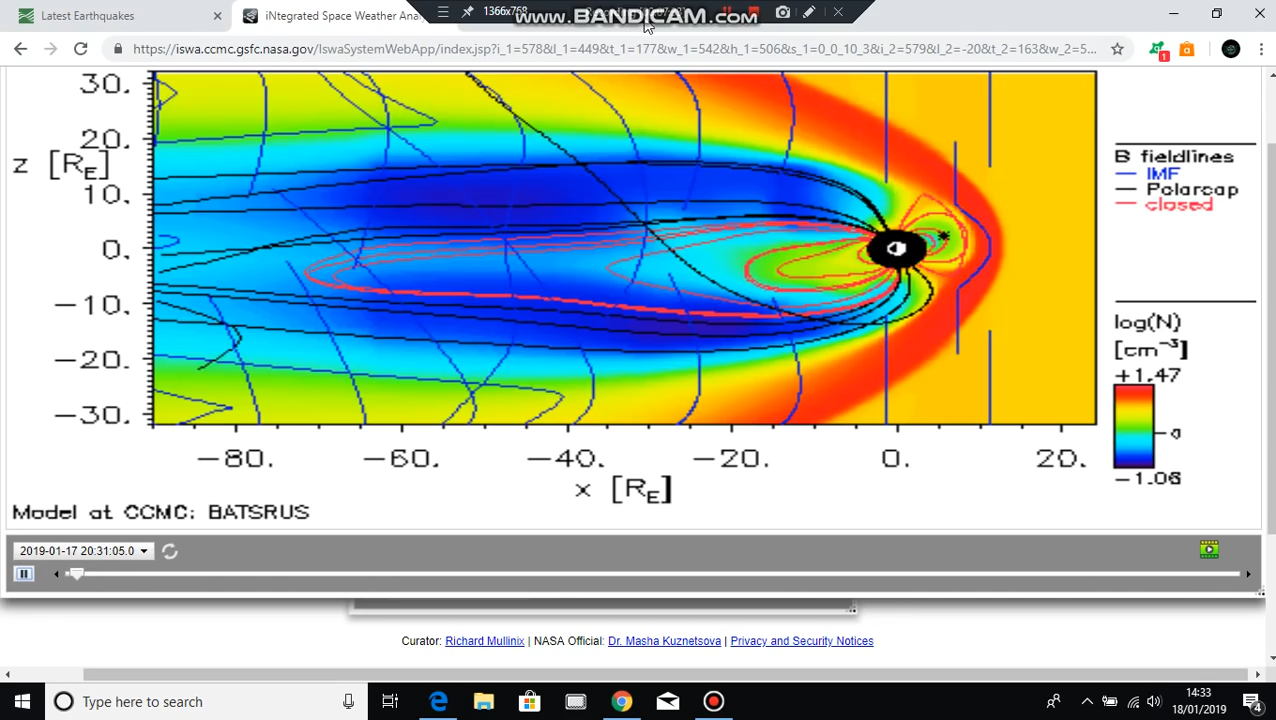 Latest Earthquakes
iNtegrated Space Weather Ana
1366x768
www.BANDICAM.com
https://iswa.ccmc.gsfc.nasa.gov/IswaSystemWebApp/index.jsp?i_1=578&l_1=449&t_1=177&w_1=542&h_1=506&s_1=0_0_10_3&i_2=579&l_2=-20&t_2=163&w_2=5...
1
30.
20.
z [RE]
10.
0.
−10.
−20.
−30.
B fieldlines
IMF
Polarcap
closed
log(N)
[cm⁻³]
+1.47
0
−1.06
−80. −60. −40. −20. 0. 20.
x [RE]
Model at CCMC: BATSRUS
2019-01-17 20:31:05.0
Curator: Richard Mullinix | NASA Official: Dr. Masha Kuznetsova | Privacy and Security Notices
Type here to search
14:33
18/01/2019
4